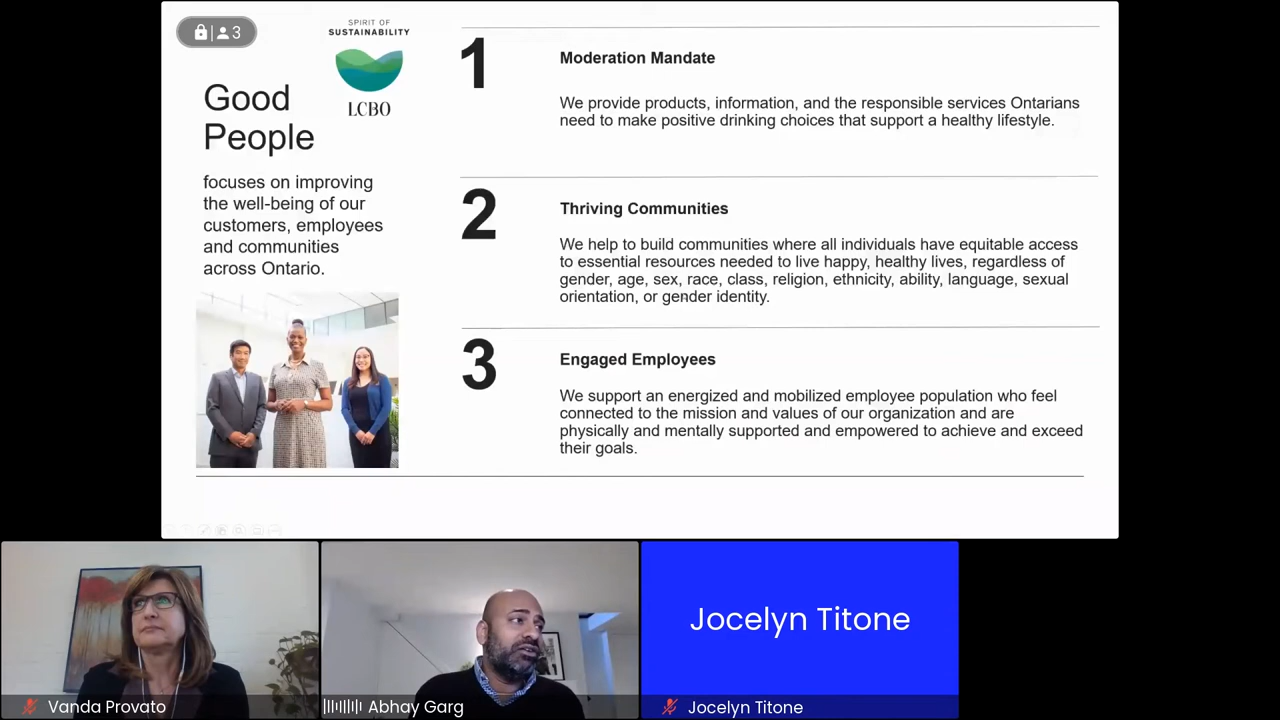 3
SPIRIT OF
SUSTAINABILITY
LCBO
Good
People
focuses on improving
the well-being of our
customers, employees
and communities
across Ontario.
1
Moderation Mandate
We provide products, information, and the responsible services Ontarians
need to make positive drinking choices that support a healthy lifestyle.
2
Thriving Communities
We help to build communities where all individuals have equitable access
to essential resources needed to live happy, healthy lives, regardless of
gender, age, sex, race, class, religion, ethnicity, ability, language, sexual
orientation, or gender identity.
3
Engaged Employees
We support an energized and mobilized employee population who feel
connected to the mission and values of our organization and are
physically and mentally supported and empowered to achieve and exceed
their goals.
Jocelyn Titone
Vanda Provato
Abhay Garg
Jocelyn Titone